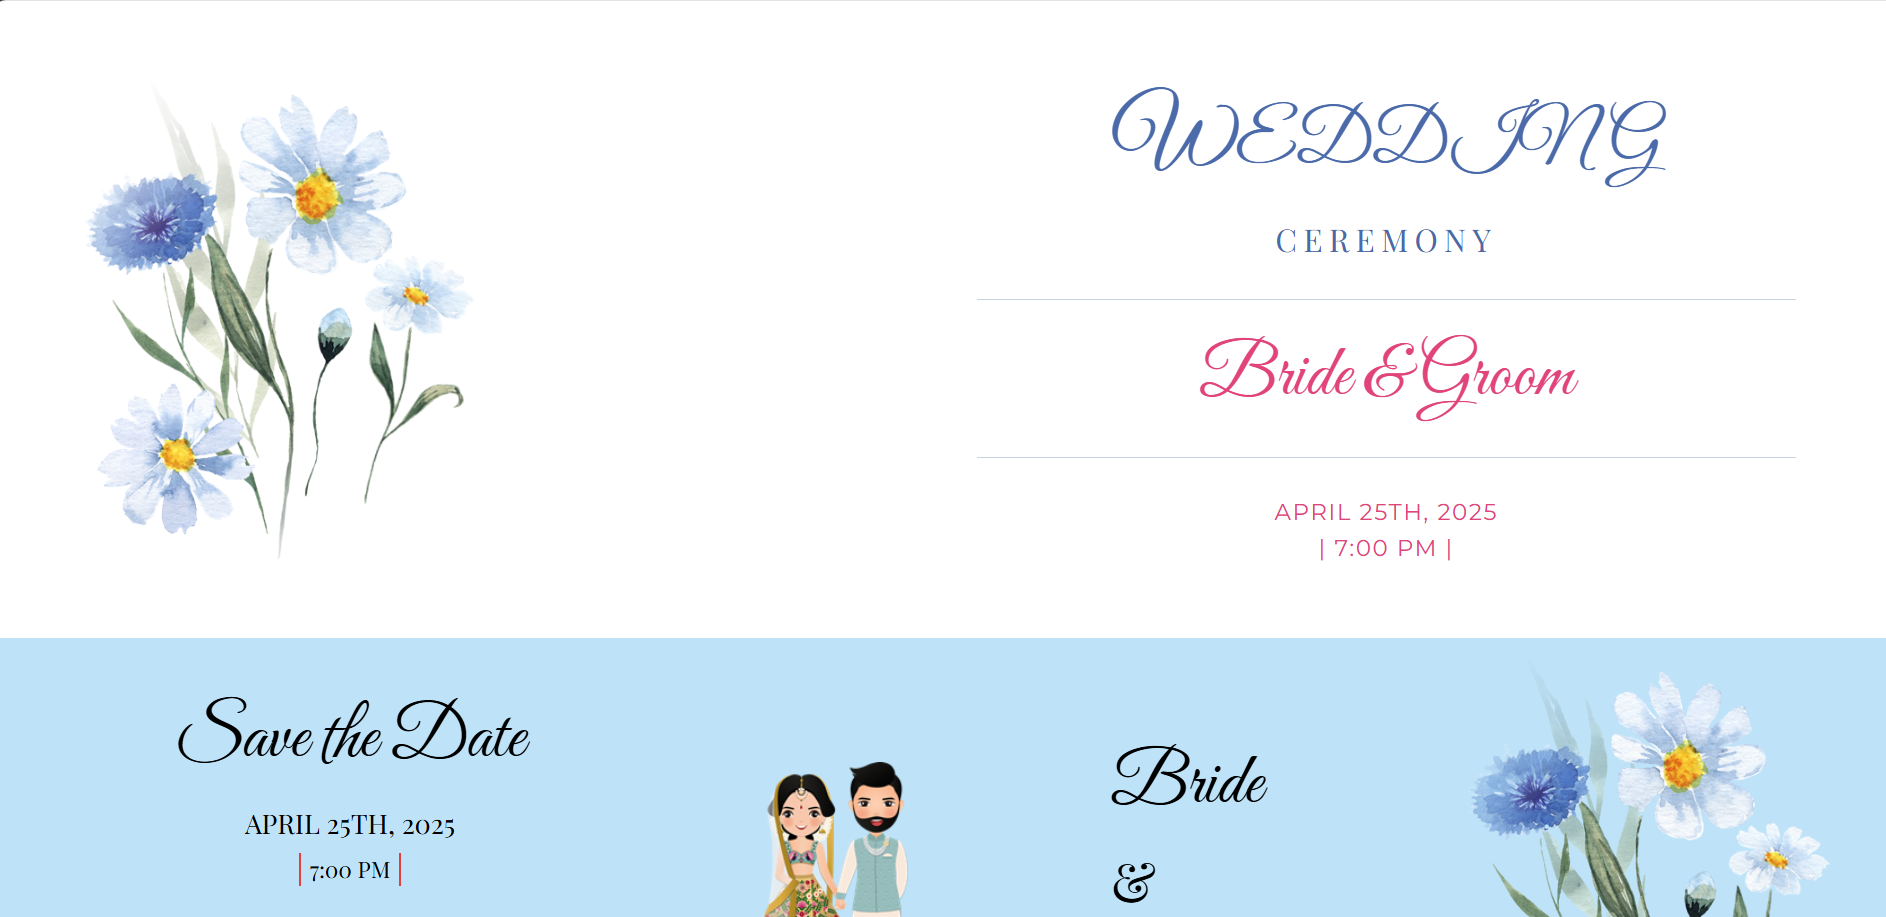 WEDDING
CEREMONY
Bride & Groom
APRIL 25TH, 2025
| 7:00 PM |
Save the Date
APRIL 25TH, 2025
| 7:00 PM |
Bride
&